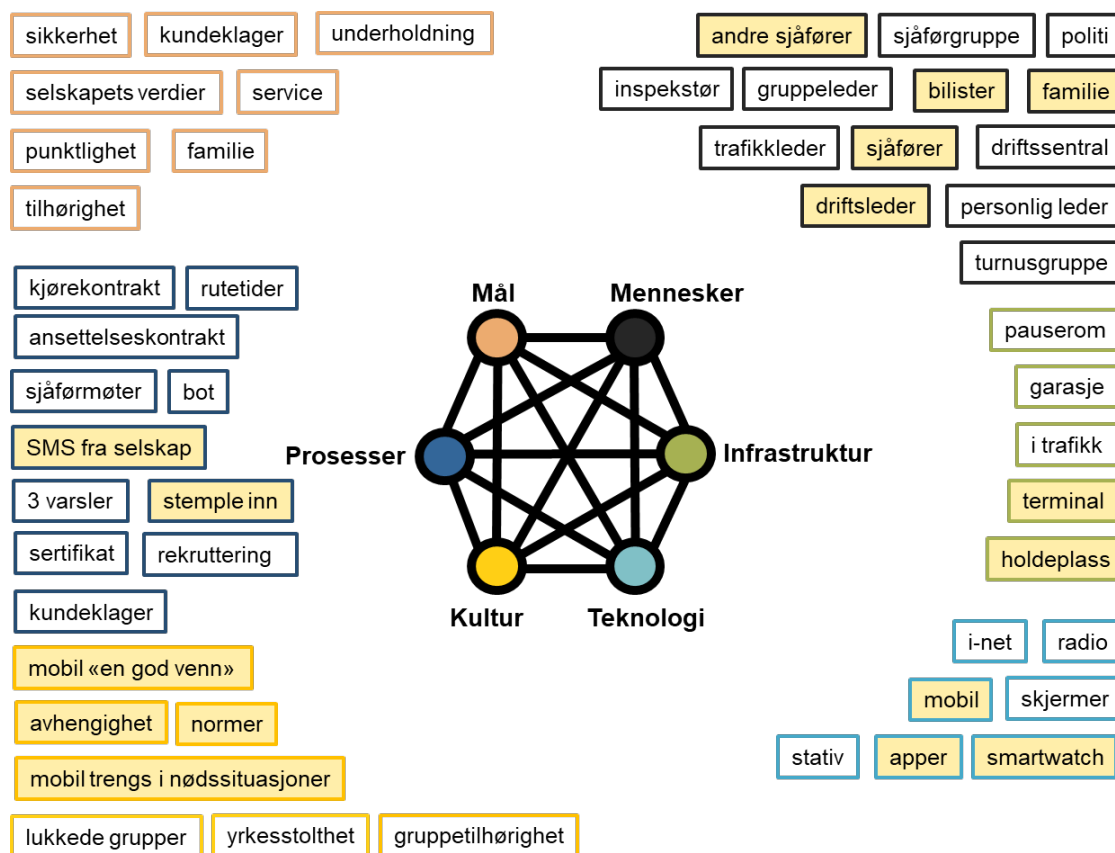 sikkerhet kundeklager underholdning
selskapets verdier service
punktlighet familie
tilhørighet
andre sjåfører sjåførgruppe politi
inspekstør gruppeleder bilister familie
trafikkleder sjåfører driftssentral
driftsleder personlig leder
turnusgruppe
kjørekontrakt rutetider
ansettelseskontrakt
sjåførmøter bot
SMS fra selskap
3 varsler stemple inn
sertifikat rekruttering
kundeklager
Mål Mennesker
Prosesser Infrastruktur
Kultur Teknologi
pauserom
garasje
i trafikk
terminal
holdeplass
mobil «en god venn»
avhengighet normer
mobil trengs i nødssituasjoner
lukkede grupper yrkesstolthet gruppetilhørighet
i-net radio
mobil skjermer
stativ apper smartwatch